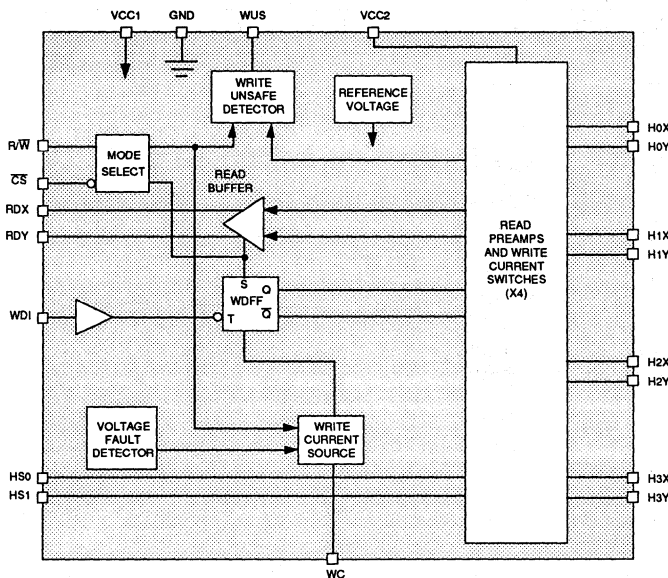 VCC1 GND WUS VCC2
WRITE
UNSAFE
DETECTOR
REFERENCE
VOLTAGE
R/W̅
C̅S̅
RDX
RDY
WDI
HS0
HS1
MODE
SELECT
READ
BUFFER
S
Q
WDFF
T
Q̅
VOLTAGE
FAULT
DETECTOR
WRITE
CURRENT
SOURCE
READ
PREAMPS
AND WRITE
CURRENT
SWITCHES
(X4)
H0X
H0Y
H1X
H1Y
H2X
H2Y
H3X
H3Y
WC